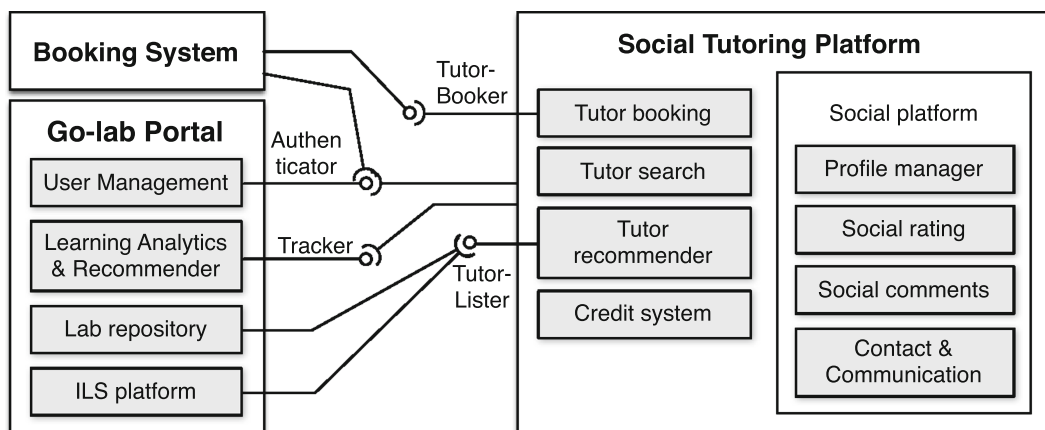 Booking System
Go-lab Portal
User Management
Learning Analytics
& Recommender
Lab repository
ILS platform
Authen
ticator
Tracker
Tutor-
Booker
Tutor-
Lister
Social Tutoring Platform
Tutor booking
Tutor search
Tutor
recommender
Credit system
Social platform
Profile manager
Social rating
Social comments
Contact &
Communication